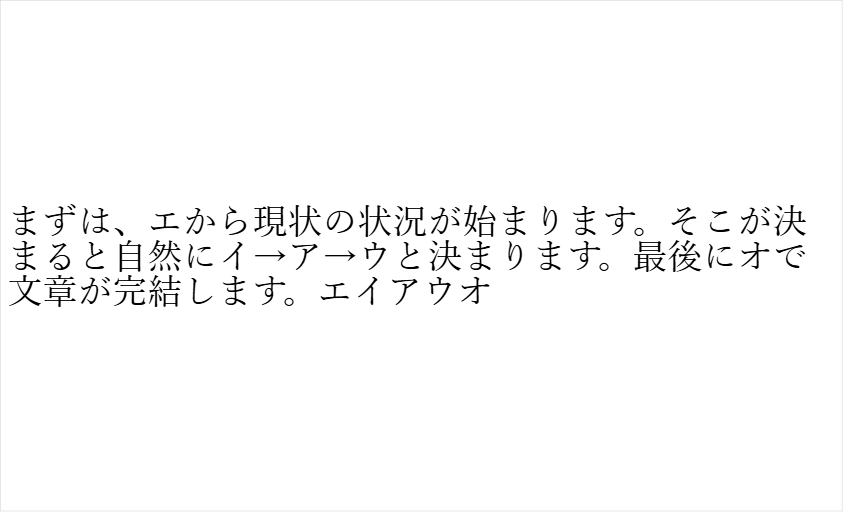 まずは、エから現状の状況が始まります。そこが決
まると自然にイ→ア→ウと決まります。最後にオで
文章が完結します。エイアウオ